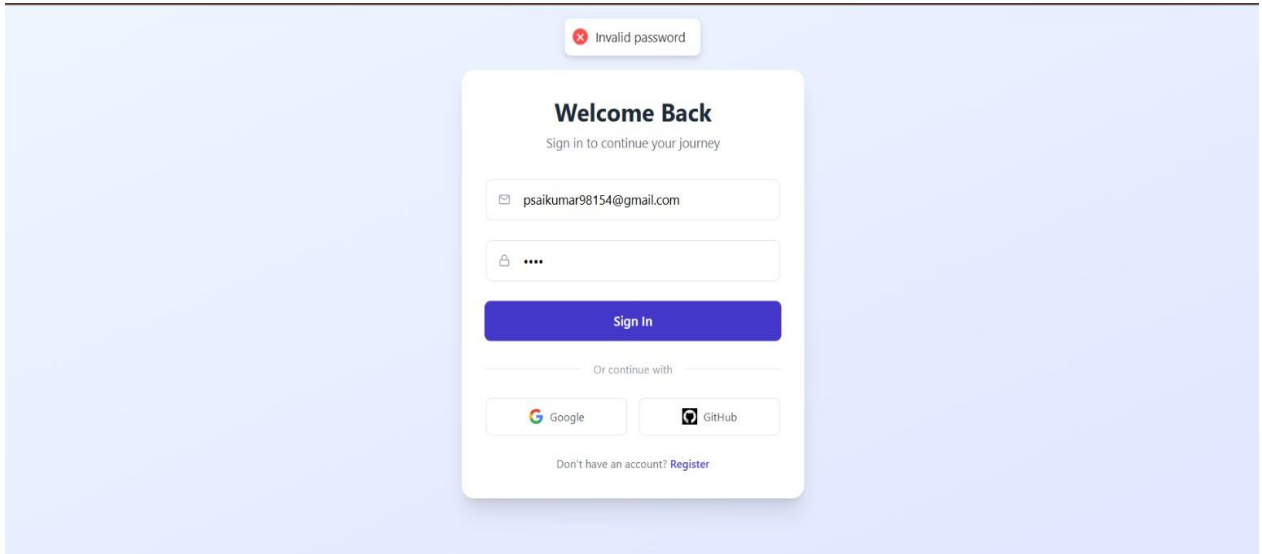 Invalid password
Welcome Back
Sign in to continue your journey
psaikumar98154@gmail.com
••••
Sign In
Or continue with
Google
GitHub
Don't have an account? Register